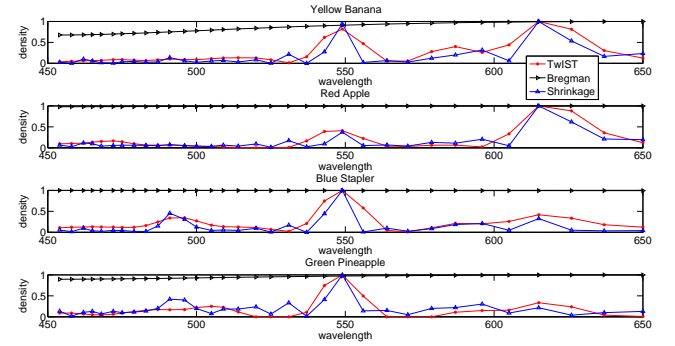 Yellow Banana
1
0.5
0
density
450 500 550 600 650
wavelength
TwIST
Bregman
Shrinkage
Red Apple
1
0.5
0
density
450 500 550 600 650
wavelength
Blue Stapler
1
0.5
0
density
450 500 550 600 650
wavelength
Green Pineapple
1
0.5
0
density
450 500 550 600 650
wavelength